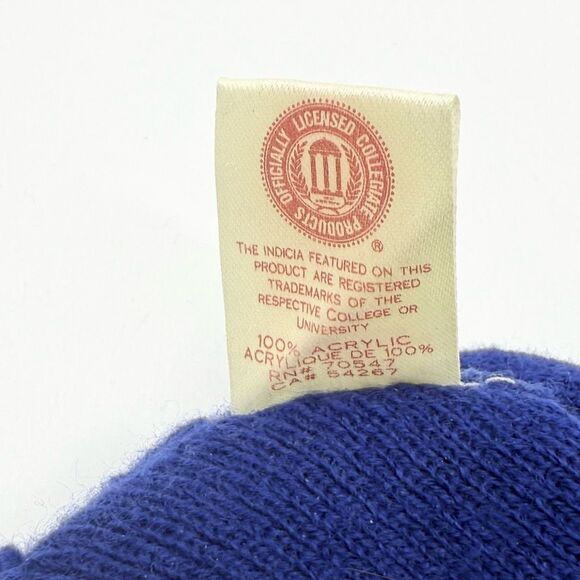 OFFICIALLY LICENSED COLLEGIATE PRODUCTS
®
THE INDICIA FEATURED ON THIS
PRODUCT ARE REGISTERED
TRADEMARKS OF THE
RESPECTIVE COLLEGE OR
UNIVERSITY
100% ACRYLIC
ACRYLIQUE DE 100%
RN# 70547
CA# 54267